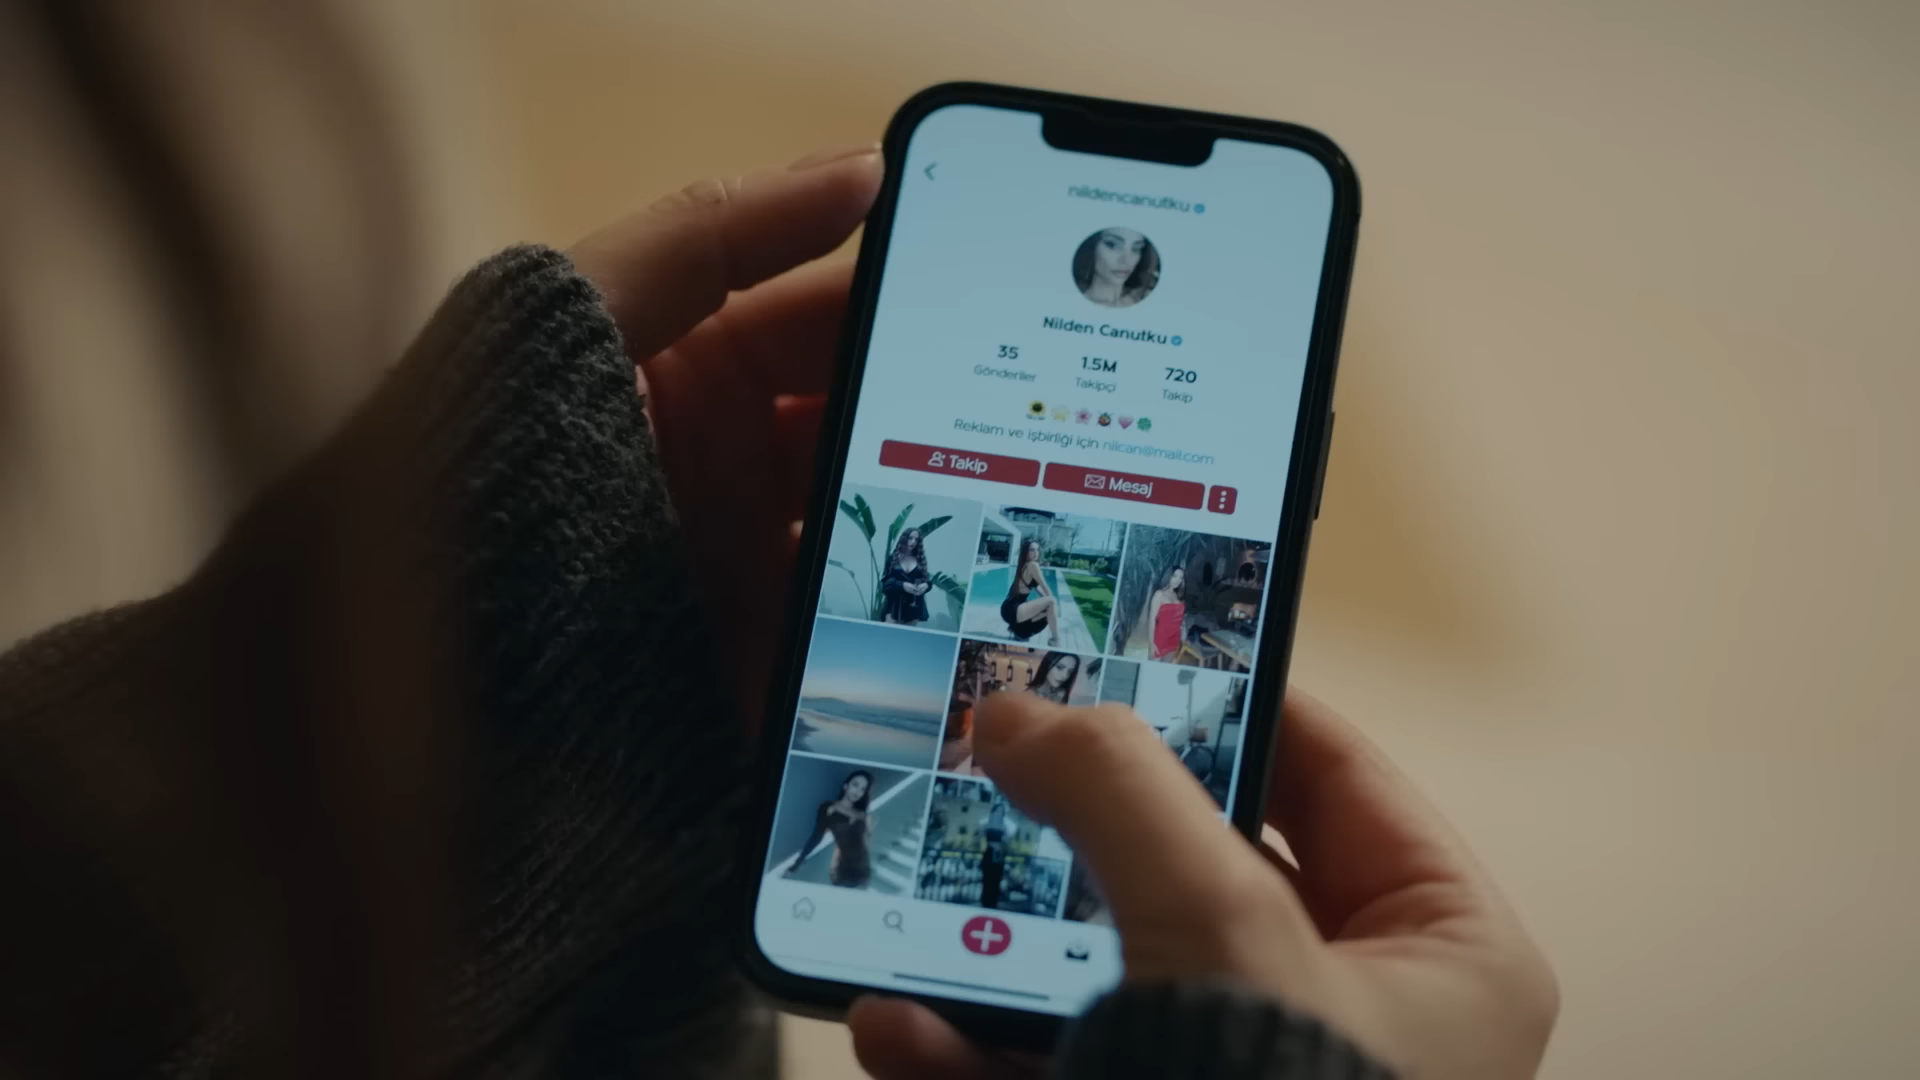 nildencanutku
Nilden Canutku
35 1.5M 720
Gönderiler Takipçi Takip
Reklam ve işbirliği için nilcan@mail.com
Takip Mesaj